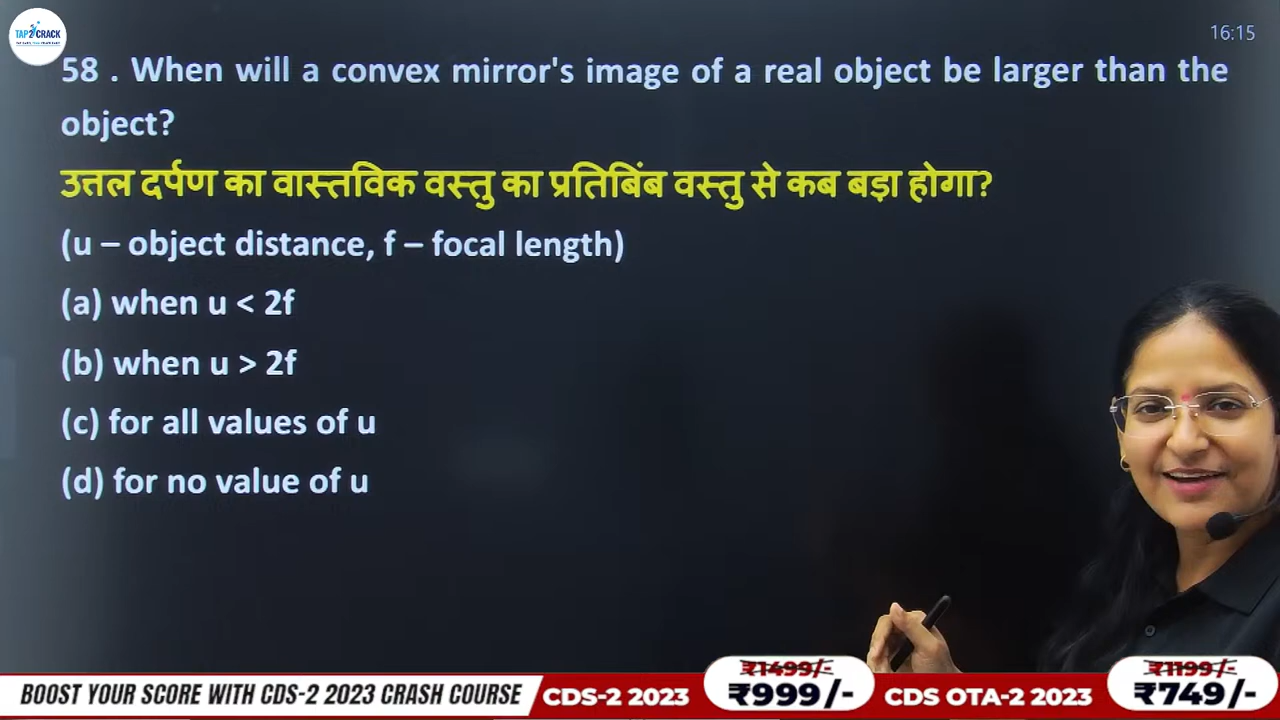 TAP2CRACK
16:15
58 . When will a convex mirror's image of a real object be larger than the
object?
उत्तल दर्पण का वास्तविक वस्तु का प्रतिबिंब वस्तु से कब बड़ा होगा?
(u – object distance, f – focal length)
(a) when u < 2f
(b) when u > 2f
(c) for all values of u
(d) for no value of u
BOOST YOUR SCORE WITH CDS-2 2023 CRASH COURSE
CDS-2 2023
₹1499/-
₹999/-
CDS OTA-2 2023
₹1199/-
₹749/-